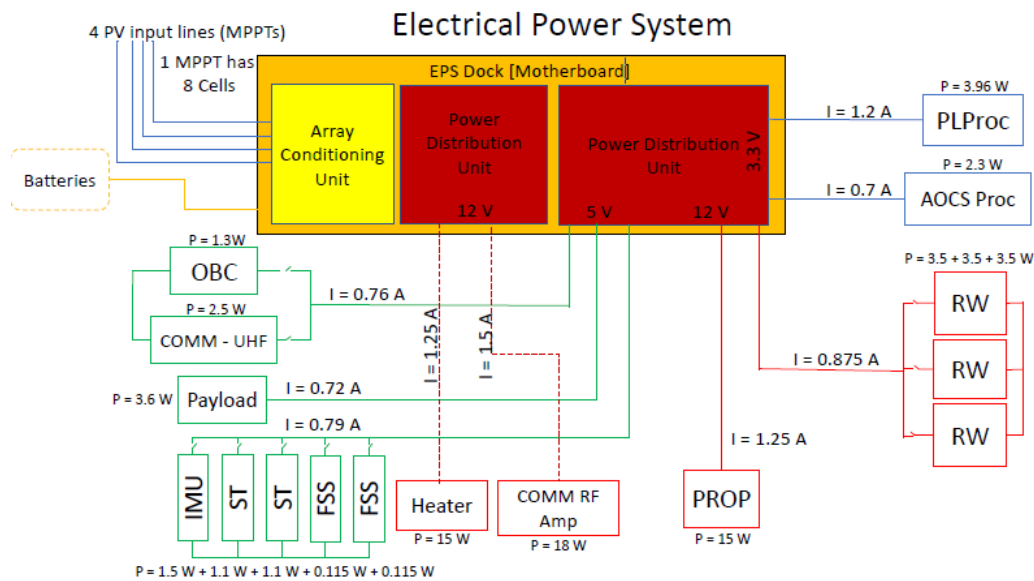 Electrical Power System
4 PV input lines (MPPTs)
1 MPPT has
8 Cells
EPS Dock [Motherboard]
Array
Conditioning
Unit
Power
Distribution
Unit
12 V
Power Distribution
Unit
3.3 V
5 V
12 V
Batteries
I = 1.2 A
P = 3.96 W
PLProc
I = 0.7 A
P = 2.3 W
AOCS Proc
P = 1.3W
OBC
P = 2.5 W
COMM - UHF
I = 0.76 A
I = 1.25 A
I = 1.5 A
P = 3.5 + 3.5 + 3.5 W
RW
RW
RW
I = 0.875 A
P = 3.6 W
Payload
I = 0.72 A
I = 0.79 A
IMU
ST
ST
FSS
FSS
P = 1.5 W + 1.1 W + 1.1 W + 0.115 W + 0.115 W
Heater
P = 15 W
COMM RF
Amp
P = 18 W
I = 1.25 A
PROP
P = 15 W